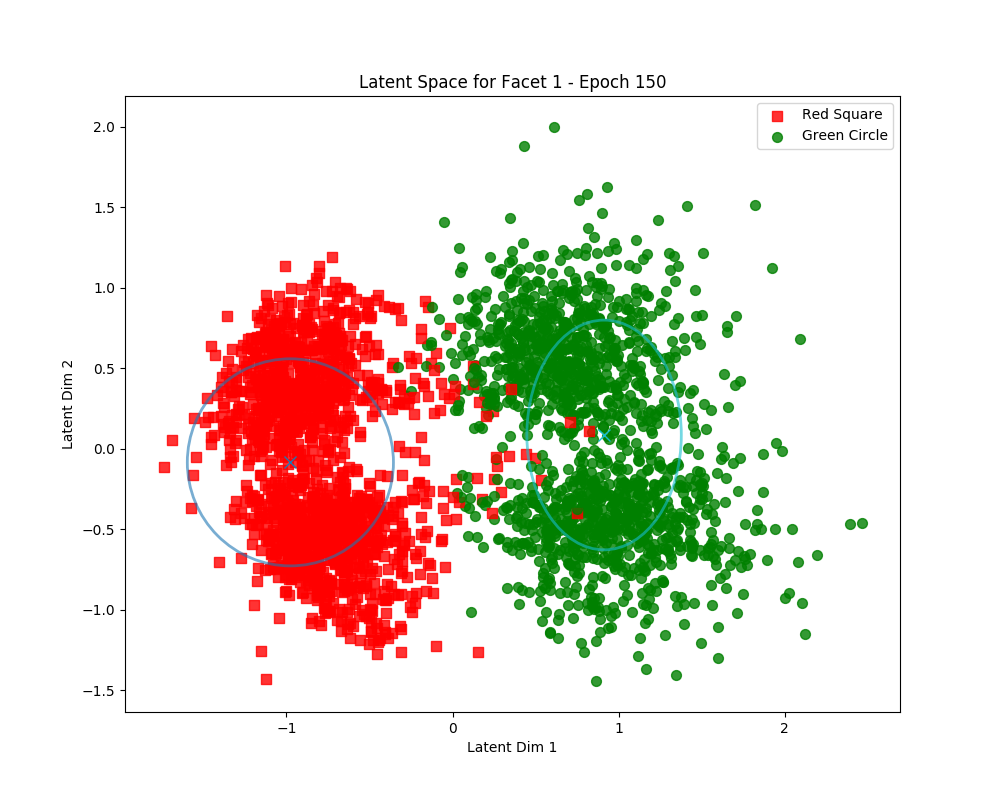 Latent Space for Facet 1 - Epoch 150
Red Square
Green Circle
2.0
1.5
1.0
0.5
0.0
−0.5
−1.0
−1.5
Latent Dim 2
−1
0
1
2
Latent Dim 1